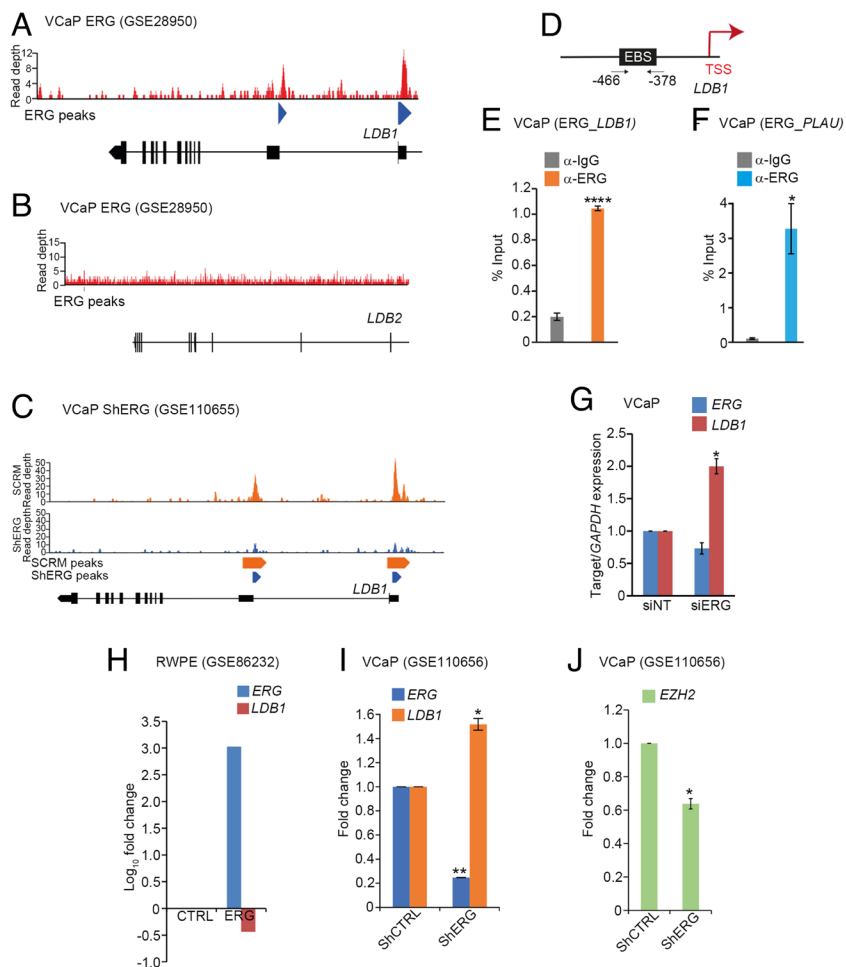 A
VCaP ERG (GSE28950)
Read depth
12
8
4
0
ERG peaks
LDB1
B
VCaP ERG (GSE28950)
Read depth
15
10
5
0
ERG peaks
LDB2
C
VCaP ShERG (GSE110655)
SCRM
Read depth
50
40
30
20
10
0
ShERG
Read depth
50
40
30
20
10
0
SCRM peaks
ShERG peaks
LDB1
D
EBS
-466
-378
TSS
LDB1
E
VCaP (ERG_LDB1)
α-IgG
α-ERG
% Input
1.2
1.0
0.8
0.6
0.4
0.2
0
****
F
VCaP (ERG_PLAU)
α-IgG
α-ERG
% Input
4
3
2
1
0
*
G
VCaP
ERG
LDB1
Target/GAPDH expression
2.5
2.0
1.5
1.0
0.5
0
*
siNT
siERG
H
RWPE (GSE86232)
ERG
LDB1
Log10 fold change
3.5
3.0
2.5
2.0
1.5
3.0
0.5
0
-0.5
-1.0
CTRL
ERG
I
VCaP (GSE110656)
ERG
LDB1
Fold change
1.6
1.4
1.2
1.0
0.8
0.6
0.4
0.2
0
**
*
ShCTRL
ShERG
J
VCaP (GSE110656)
EZH2
Fold change
1.2
1.0
0.8
0.6
0.4
0.2
0
*
ShCTRL
ShERG